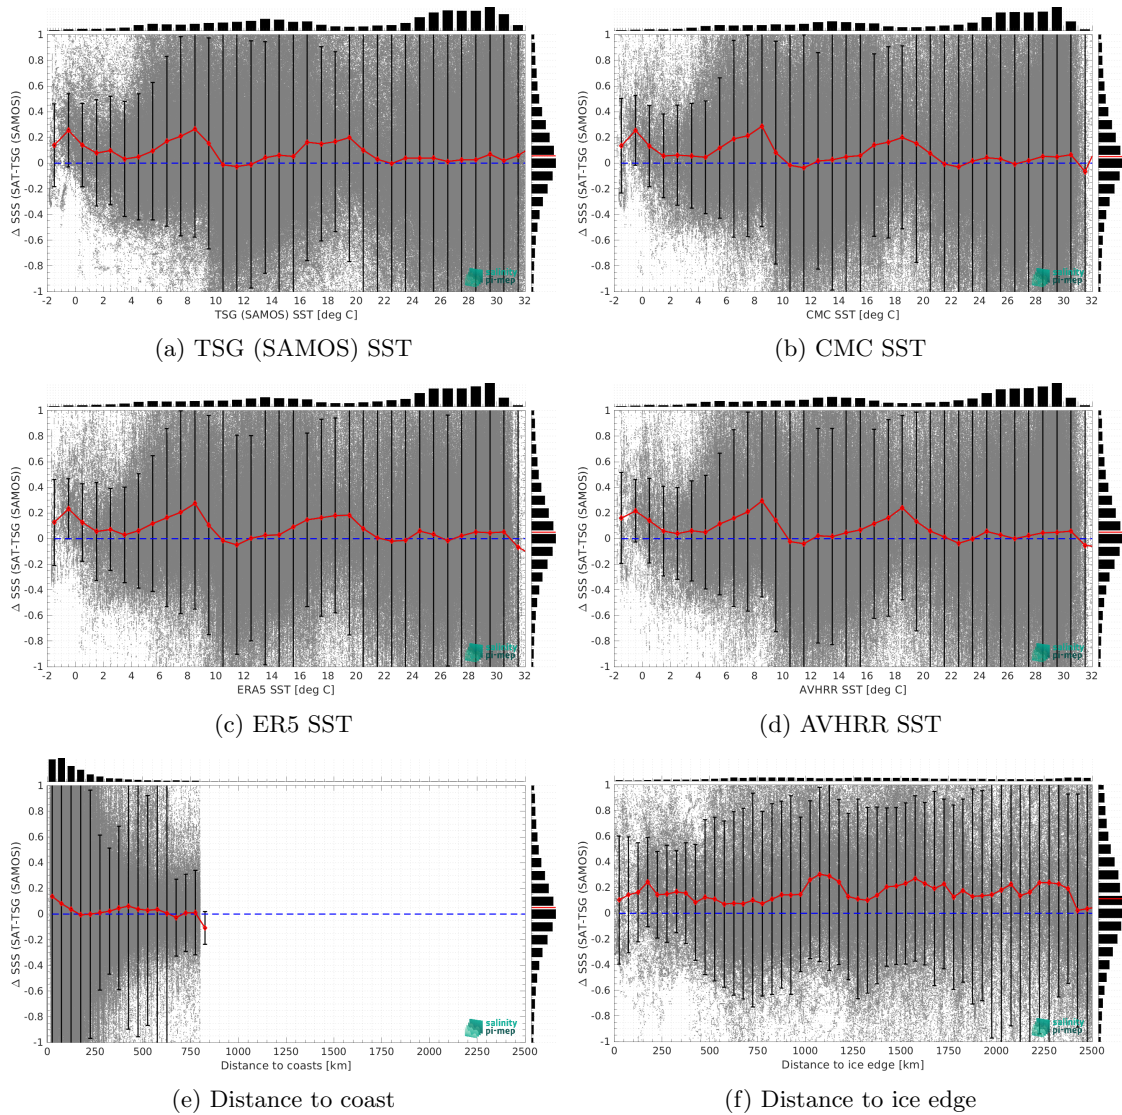 1
0.8
0.6
0.4
0.2
0
-0.2
-0.4
-0.6
-0.8
-1
Δ SSS (SAT-TSG (SAMOS))
salinity
pi-mep
-2 0 2 4 6 8 10 12 14 16 18 20 22 24 26 28 30 32
TSG (SAMOS) SST [deg C]
(a) TSG (SAMOS) SST
1
0.8
0.6
0.4
0.2
0
-0.2
-0.4
-0.6
-0.8
-1
Δ SSS (SAT-TSG (SAMOS))
salinity
pi-mep
-2 0 2 4 6 8 10 12 14 16 18 20 22 24 26 28 30 32
CMC SST [deg C]
(b) CMC SST
1
0.8
0.6
0.4
0.2
0
-0.2
-0.4
-0.6
-0.8
-1
Δ SSS (SAT-TSG (SAMOS))
salinity
pi-mep
-2 0 2 4 6 8 10 12 14 16 18 20 22 24 26 28 30 32
ERA5 SST [deg C]
(c) ER5 SST
1
0.8
0.6
0.4
0.2
0
-0.2
-0.4
-0.6
-0.8
-1
Δ SSS (SAT-TSG (SAMOS))
salinity
pi-mep
-2 0 2 4 6 8 10 12 14 16 18 20 22 24 26 28 30 32
AVHRR SST [deg C]
(d) AVHRR SST
1
0.8
0.6
0.4
0.2
0
-0.2
-0.4
-0.6
-0.8
-1
Δ SSS (SAT-TSG (SAMOS))
salinity
pi-mep
0 250 500 750 1000 1250 1500 1750 2000 2250 2500
Distance to coasts [km]
(e) Distance to coast
1
0.8
0.6
0.4
0.2
0
-0.2
-0.4
-0.6
-0.8
-1
Δ SSS (SAT-TSG (SAMOS))
salinity
pi-mep
0 250 500 750 1000 1250 1500 1750 2000 2250 2500
Distance to ice edge [km]
(f) Distance to ice edge